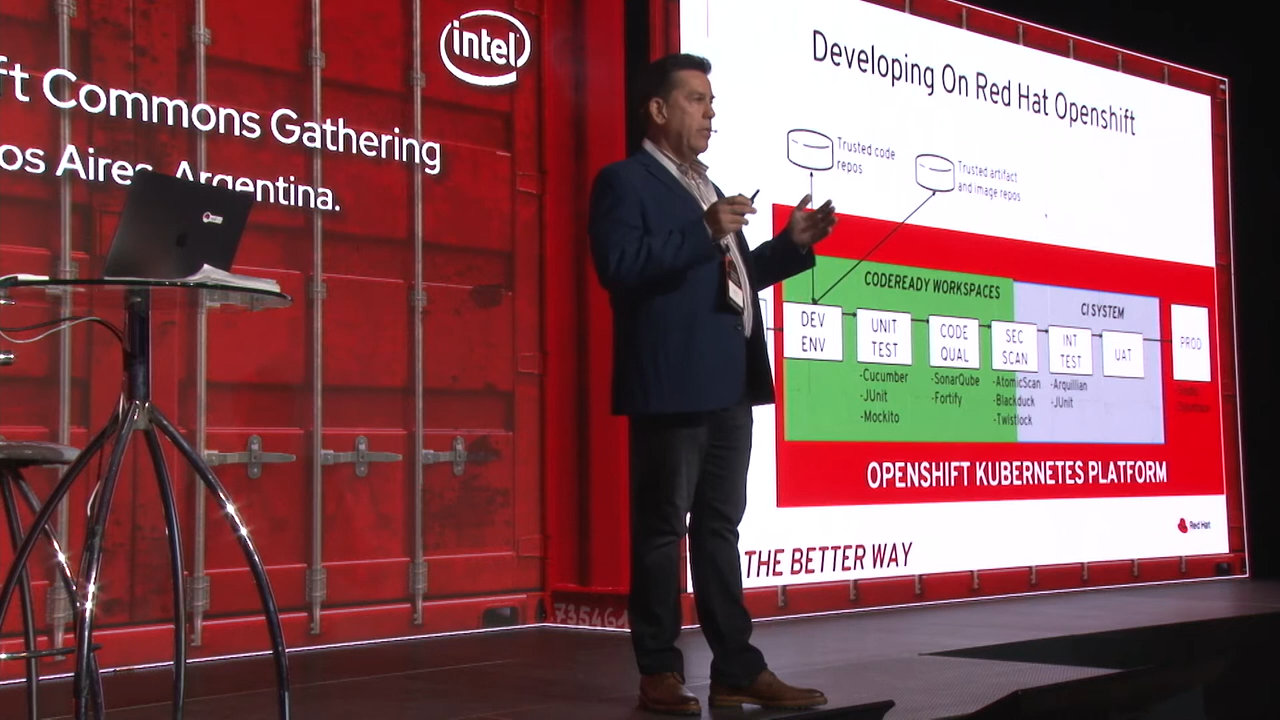 intel
ft Commons Gathering
os Aires, Argentina.
Developing On Red Hat Openshift
Trusted code
repos
Trusted artifact
and image repos
CODEREADY WORKSPACES
CI SYSTEM
DEV
ENV
UNIT
TEST
CODE
QUAL
SEC
SCAN
INT
TEST
UAT
PROD
-Cucumber
-JUnit
-Mockito
-SonarQube
-Fortify
-AtomicScan
-Blackduck
-Twistlock
-Arquillian
-JUnit
OPENSHIFT KUBERNETES PLATFORM
Red Hat
THE BETTER WAY
intel
735461